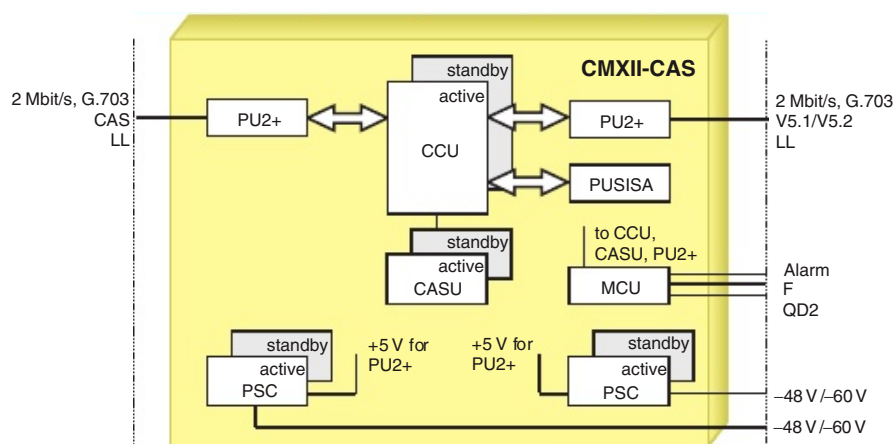 standby
CMXII-CAS
active
2 Mbit/s, G.703
CAS
LL
PU2+
CCU
PU2+
2 Mbit/s, G.703
V5.1/V5.2
LL
PUSISA
standby
active
CASU
to CCU,
CASU, PU2+
MCU
Alarm
F
QD2
standby
active
PSC
+5 V for
PU2+
+5 V for
PU2+
standby
active
PSC
–48 V/–60 V
–48 V/–60 V